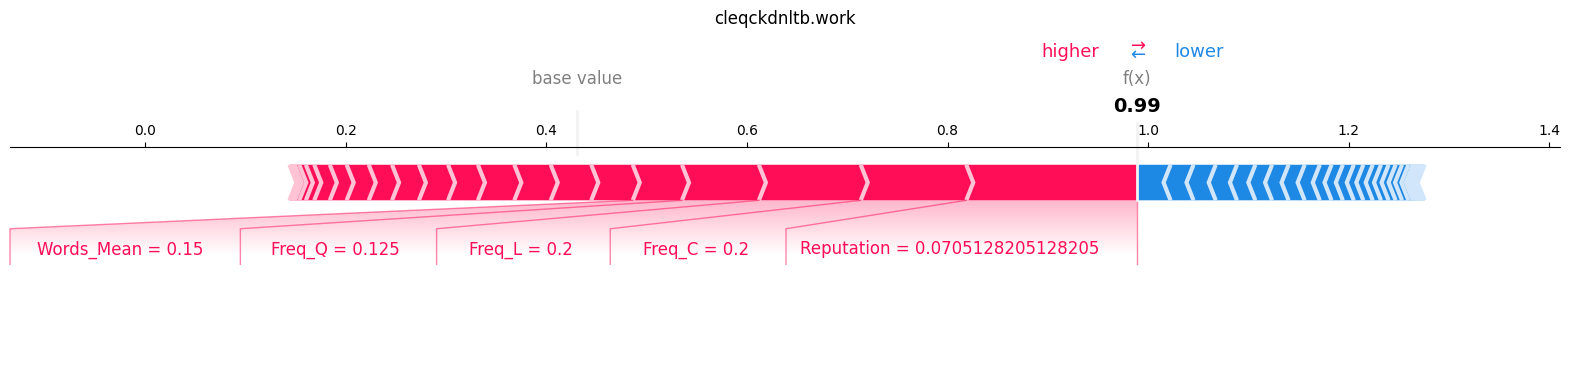 cleqckdnltb.work
higher ⇄ lower
base value f(x)
0.99
0.0 0.2 0.4 0.6 0.8 1.0 1.2 1.4
Words_Mean = 0.15 Freq_Q = 0.125 Freq_L = 0.2 Freq_C = 0.2 Reputation = 0.0705128205128205